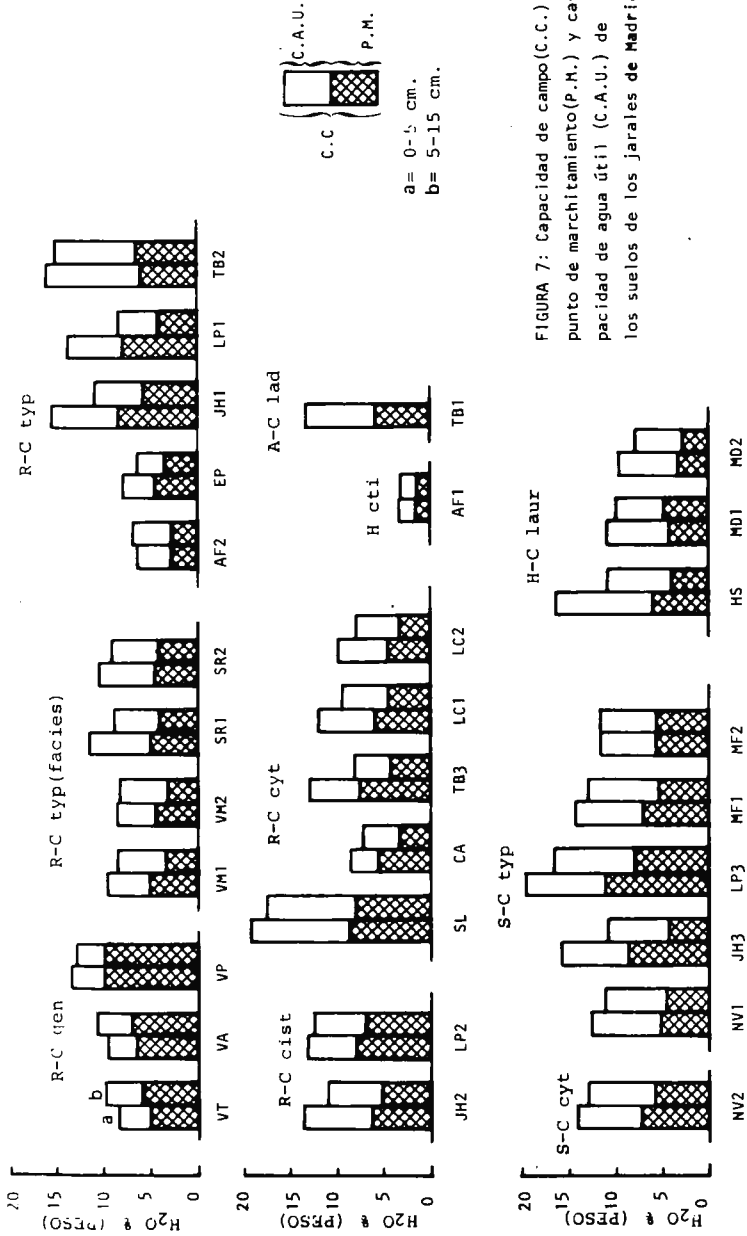 H₂O % (PESO)
20
15
10
5
0
R-C gen
a
b
VT
VA
VP
R-C typ(facies)
VM1
VM2
SR1
SR2
R-C typ
AF2
EP
JH1
LP1
TB2
H₂O % (PESO)
20
15
10
5
0
R-C cist
JH2
LP2
R-C cyt
SL
CA
TB3
LC1
LC2
H cti
AF1
A-C lad
TB1
H₂O % (PESO)
20
15
10
5
0
S-C cyt
NV2
S-C typ
NV1
JH3
LP3
MF1
MF2
H-C laur
HS
MD1
MD2
C.C
C.A.U.
P.M.
a= 0-5 cm.
b= 5-15 cm.
FIGURA 7: Capacidad de campo(C.C.)
punto de marchitamiento(P.M.) y ca
pacidad de agua útil (C.A.U.) de
los suelos de los jarales de Madri